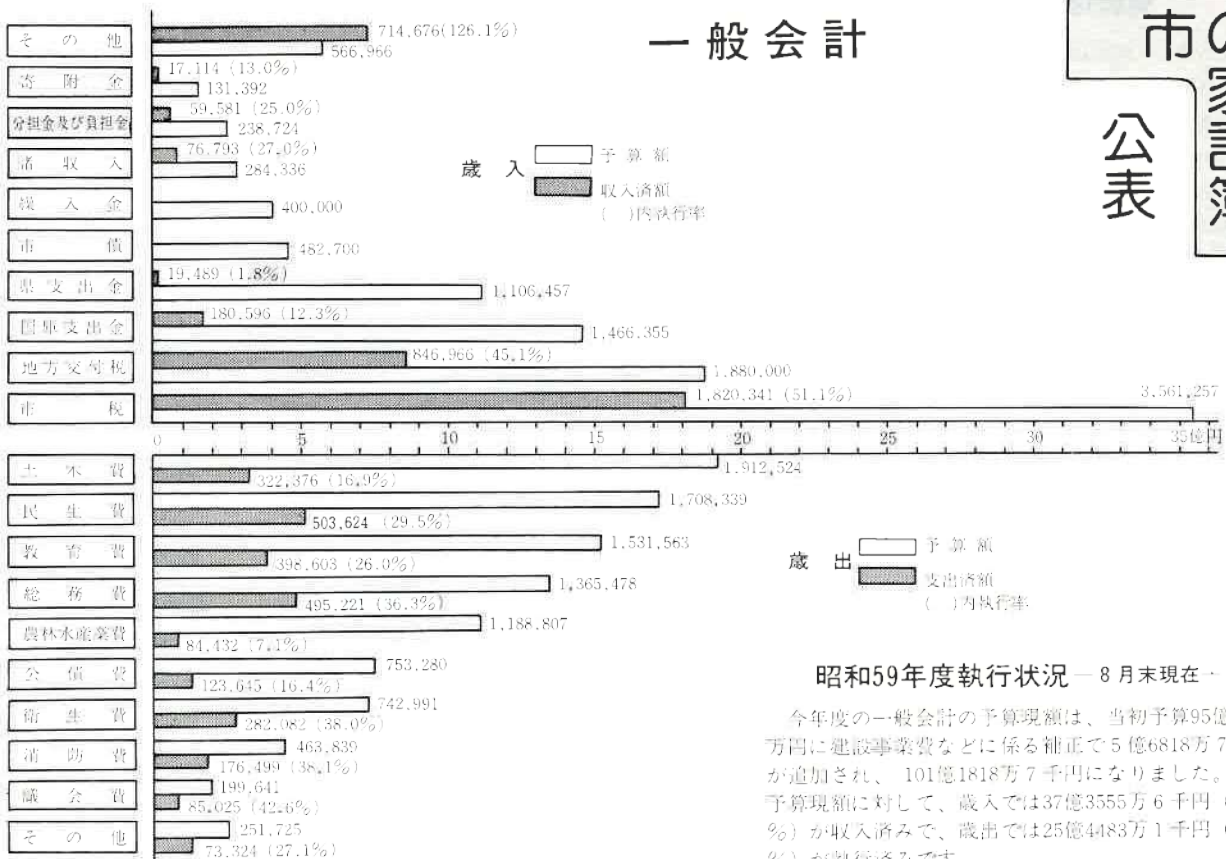 一般会計
市の家計簿
公表
その他
714,676(126.1%)
566,966
寄附金
17,114 (13.0%)
131,392
分担金及び負担金
59,581 (25.0%)
238,724
諸収入
76,793 (27.0%)
284,336
繰入金
400,000
市債
482,700
県支出金
19,489 (1.8%)
1,106,457
国庫支出金
180,596 (12.3%)
1,466,355
地方交付税
846,966 (45.1%)
1,880,000
市税
1,820,341 (51.1%)
3,561,257
歳入
予算額
収入済額
( )内執行率
0 5 10 15 20 25 30 35億円
土木費
1,912,524
322,376 (16.9%)
民生費
1,708,339
503,624 (29.5%)
教育費
1,531,563
398,603 (26.0%)
総務費
1,365,478
495,221 (36.3%)
農林水産業費
1,188,807
84,432 (7.1%)
公債費
753,280
123,645 (16.4%)
衛生費
742,991
282,082 (38.0%)
消防費
463,839
176,499 (38.1%)
議会費
199,641
85,025 (42.6%)
その他
251,725
73,324 (27.1%)
歳出
予算額
支出済額
( )内執行率
昭和59年度執行状況―8月末現在―
今年度の一般会計の予算現額は、当初予算95億
万円に建設事業費などに係る補正で5億6818万7
が追加され、101億1818万7千円になりました。
予算現額に対して、歳入では37億3555万6千円(
%)が収入済みで、歳出では25億4483万1千円(
%)が執行済みです